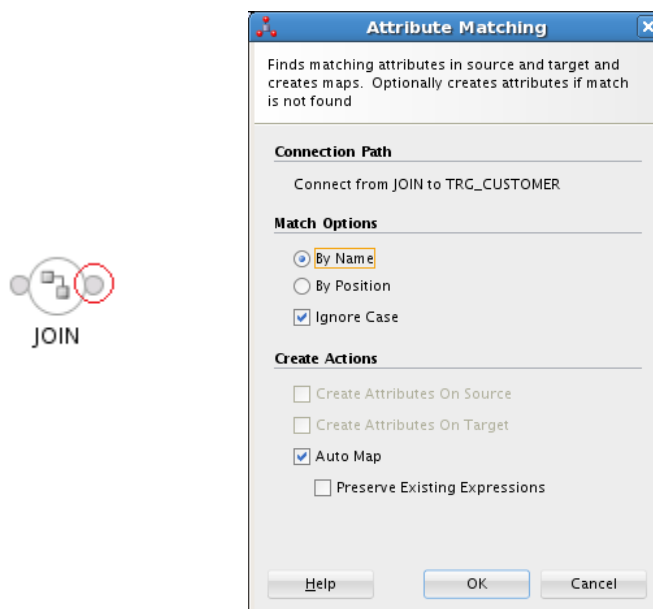 Attribute Matching
Finds matching attributes in source and target and
creates maps. Optionally creates attributes if match
is not found
Connection Path
Connect from JOIN to TRG_CUSTOMER
Match Options
By Name
By Position
Ignore Case
Create Actions
Create Attributes On Source
Create Attributes On Target
Auto Map
Preserve Existing Expressions
Help OK Cancel
JOIN